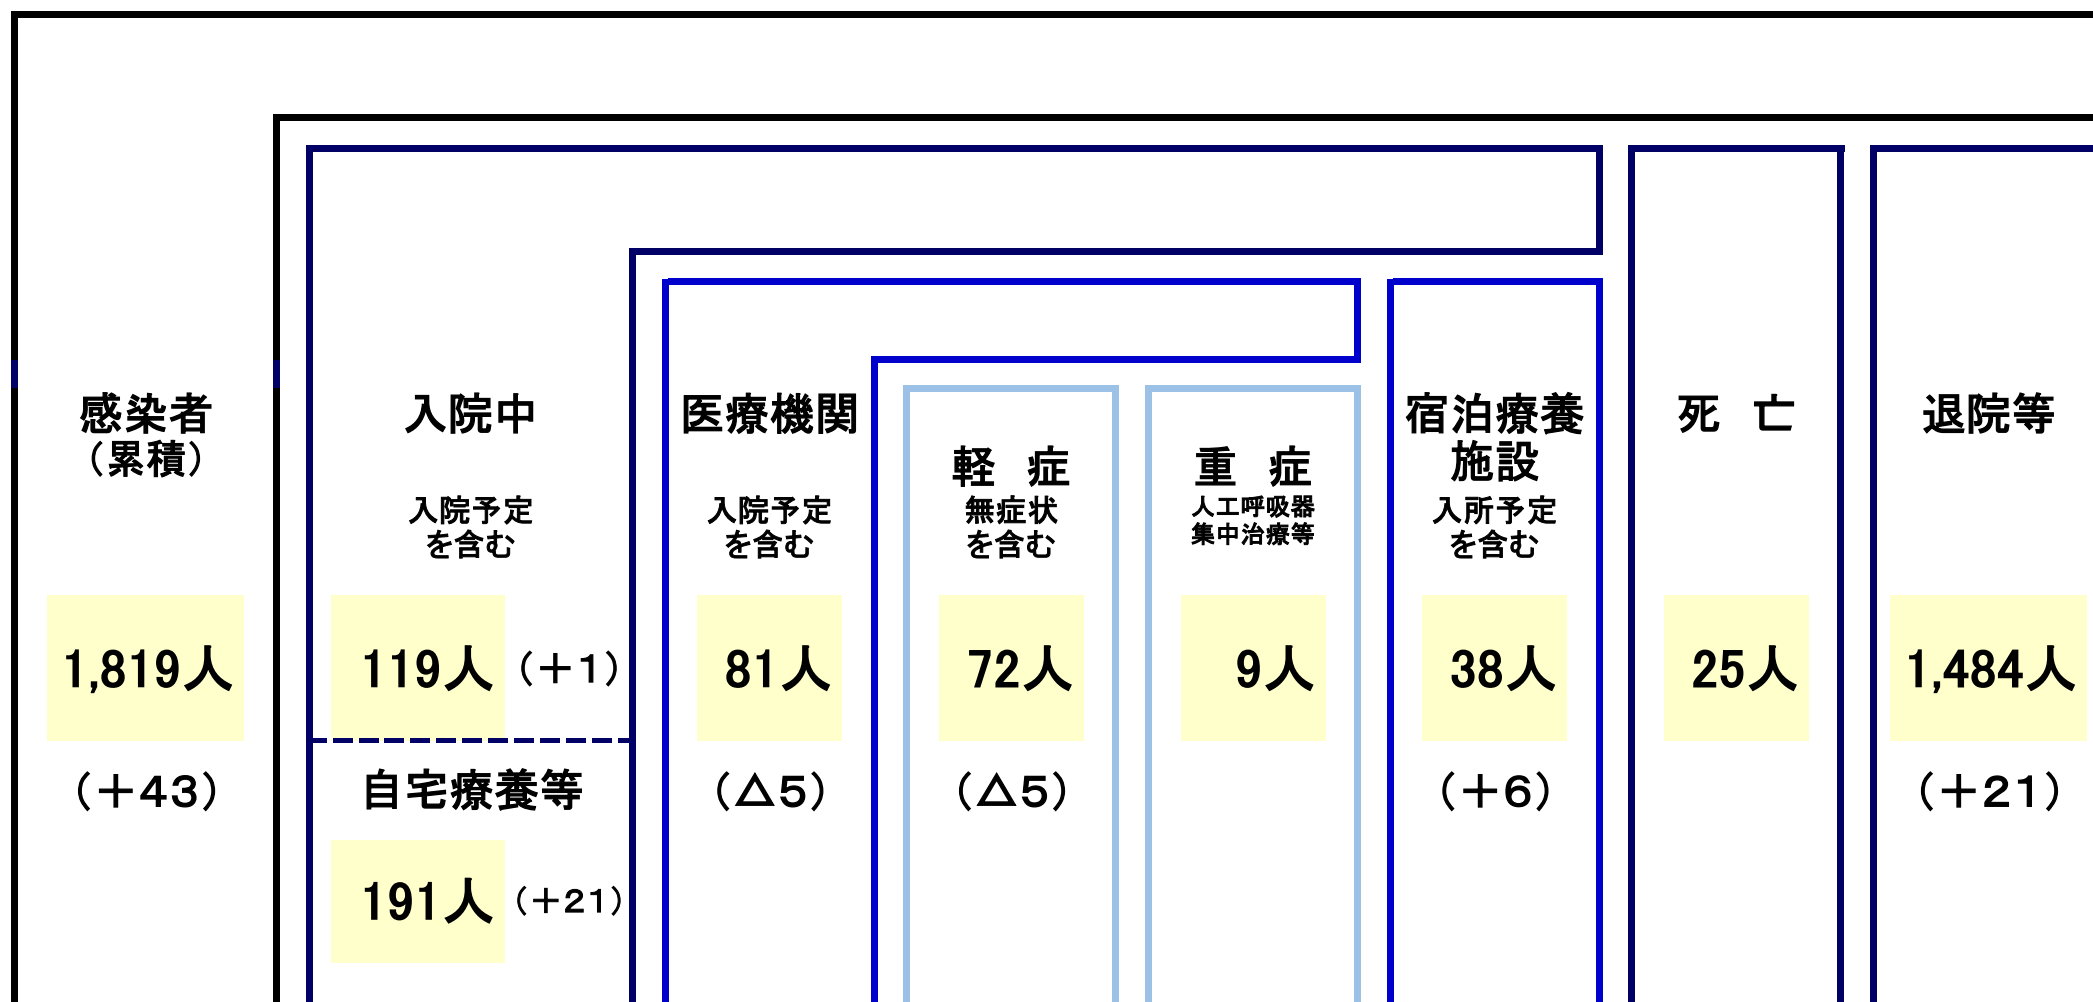 感染者
（累積）
1,819人
（＋43）
入院中
入院予定
を含む
119人（＋1）
自宅療養等
191人（＋21）
医療機関
入院予定
を含む
81人
（△5）
軽　症
無症状
を含む
72人
（△5）
重　症
人工呼吸器
集中治療等
9人
宿泊療養
施設
入所予定
を含む
38人
（＋6）
死　亡
25人
退院等
1,484人
（＋21）